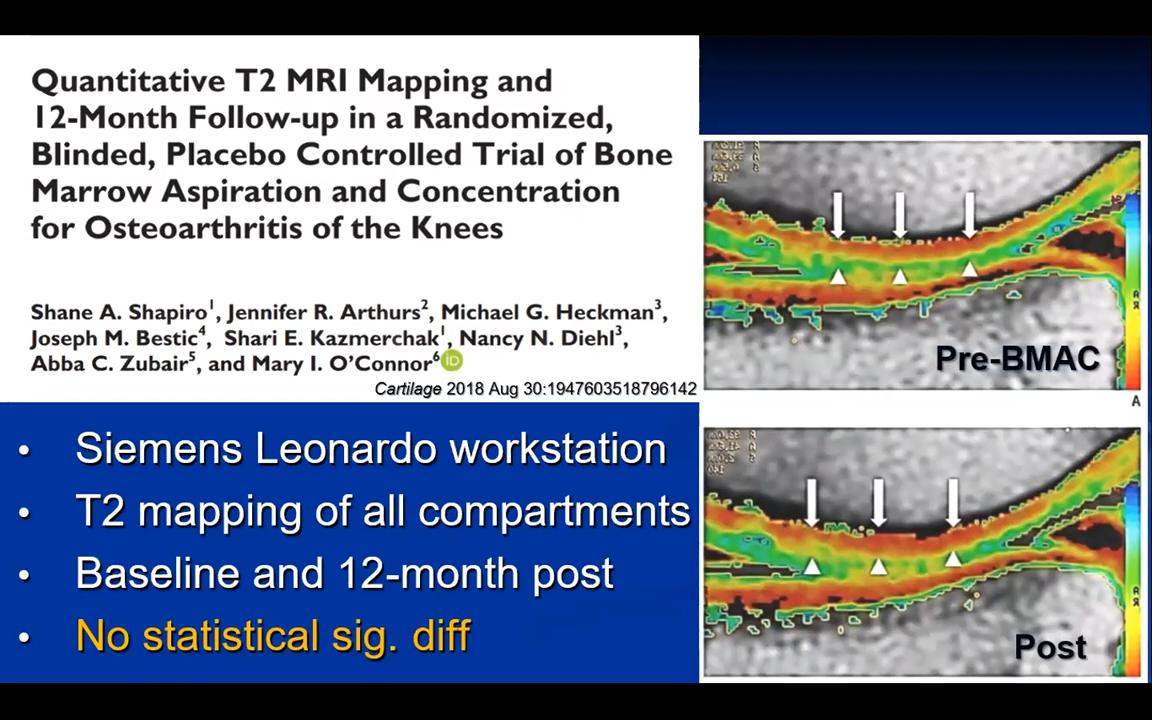 Quantitative T2 MRI Mapping and
12-Month Follow-up in a Randomized,
Blinded, Placebo Controlled Trial of Bone
Marrow Aspiration and Concentration
for Osteoarthritis of the Knees
Shane A. Shapiro1, Jennifer R. Arthurs2, Michael G. Heckman3,
Joseph M. Bestic4, Shari E. Kazmerchak1, Nancy N. Diehl3,
Abba C. Zubair5, and Mary I. O'Connor6 iD
Cartilage 2018 Aug 30:1947603518796142
• Siemens Leonardo workstation
• T2 mapping of all compartments
• Baseline and 12-month post
• No statistical sig. diff
Pre-BMAC
A
Post